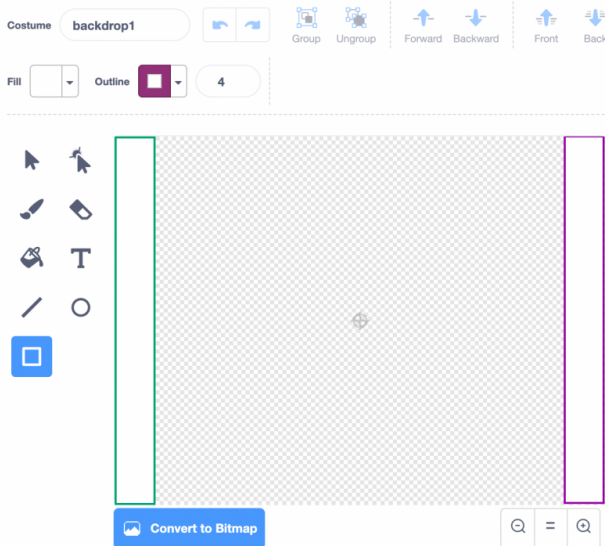 Costume
backdrop1
Group
Ungroup
Forward
Backward
Front
Back
Fill
Outline
4
T
Convert to Bitmap